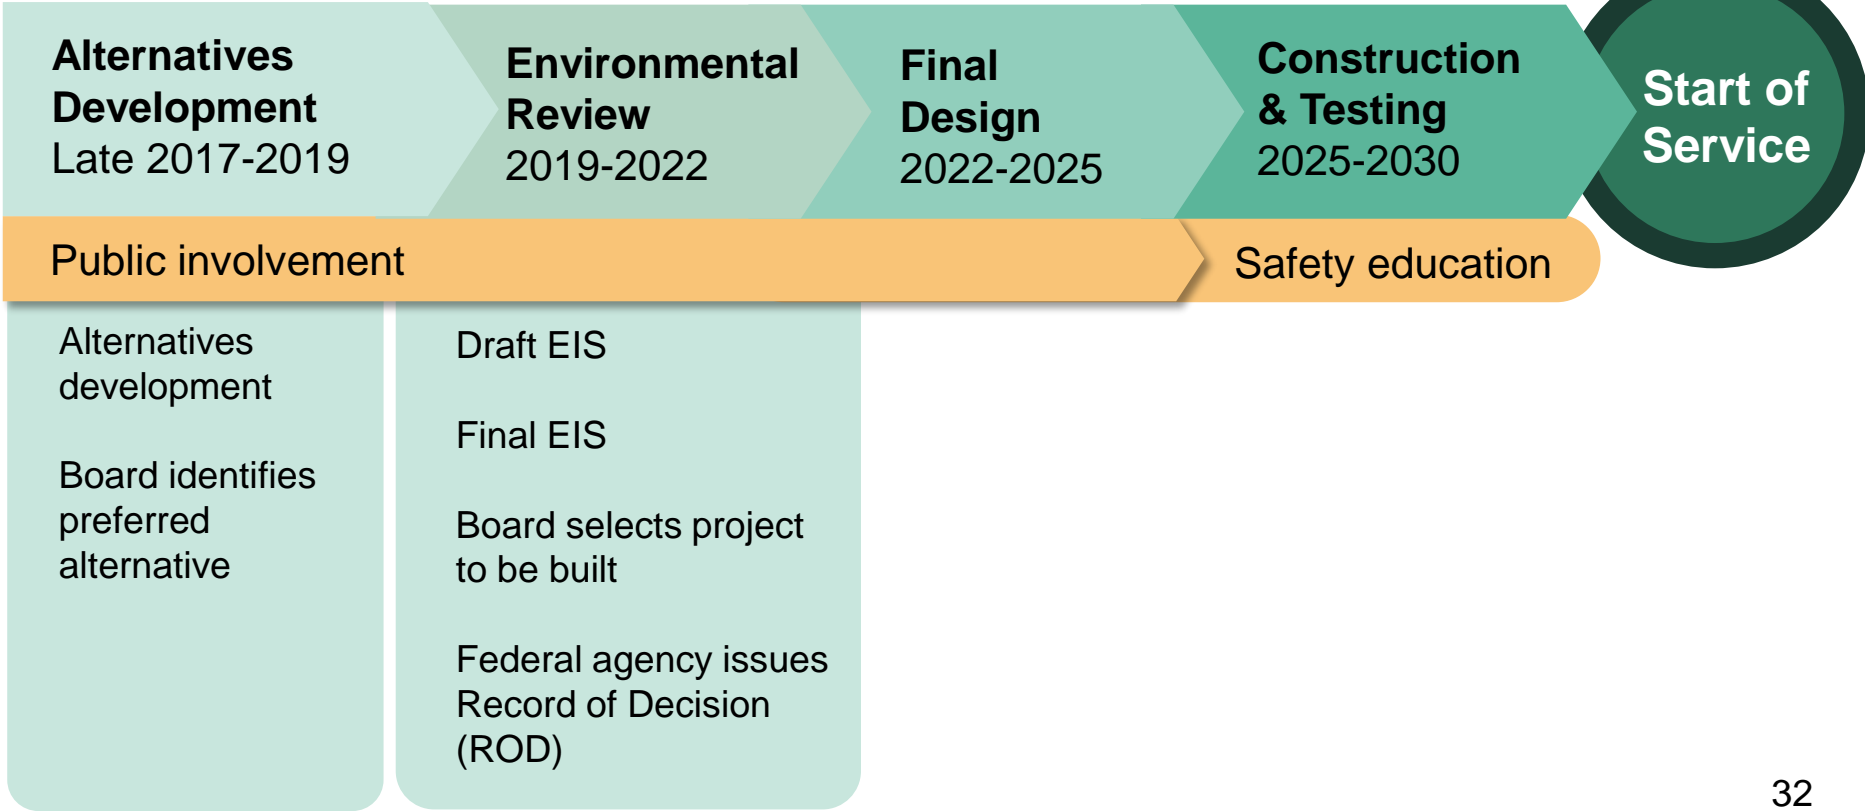 Alternatives
Development
Late 2017-2019
Environmental
Review
2019-2022
Final
Design
2022-2025
Construction
& Testing
2025-2030
Start of
Service
Public involvement
Safety education
Alternatives
development
Board identifies
preferred
alternative
Draft EIS
Final EIS
Board selects project
to be built
Federal agency issues
Record of Decision
(ROD)
32